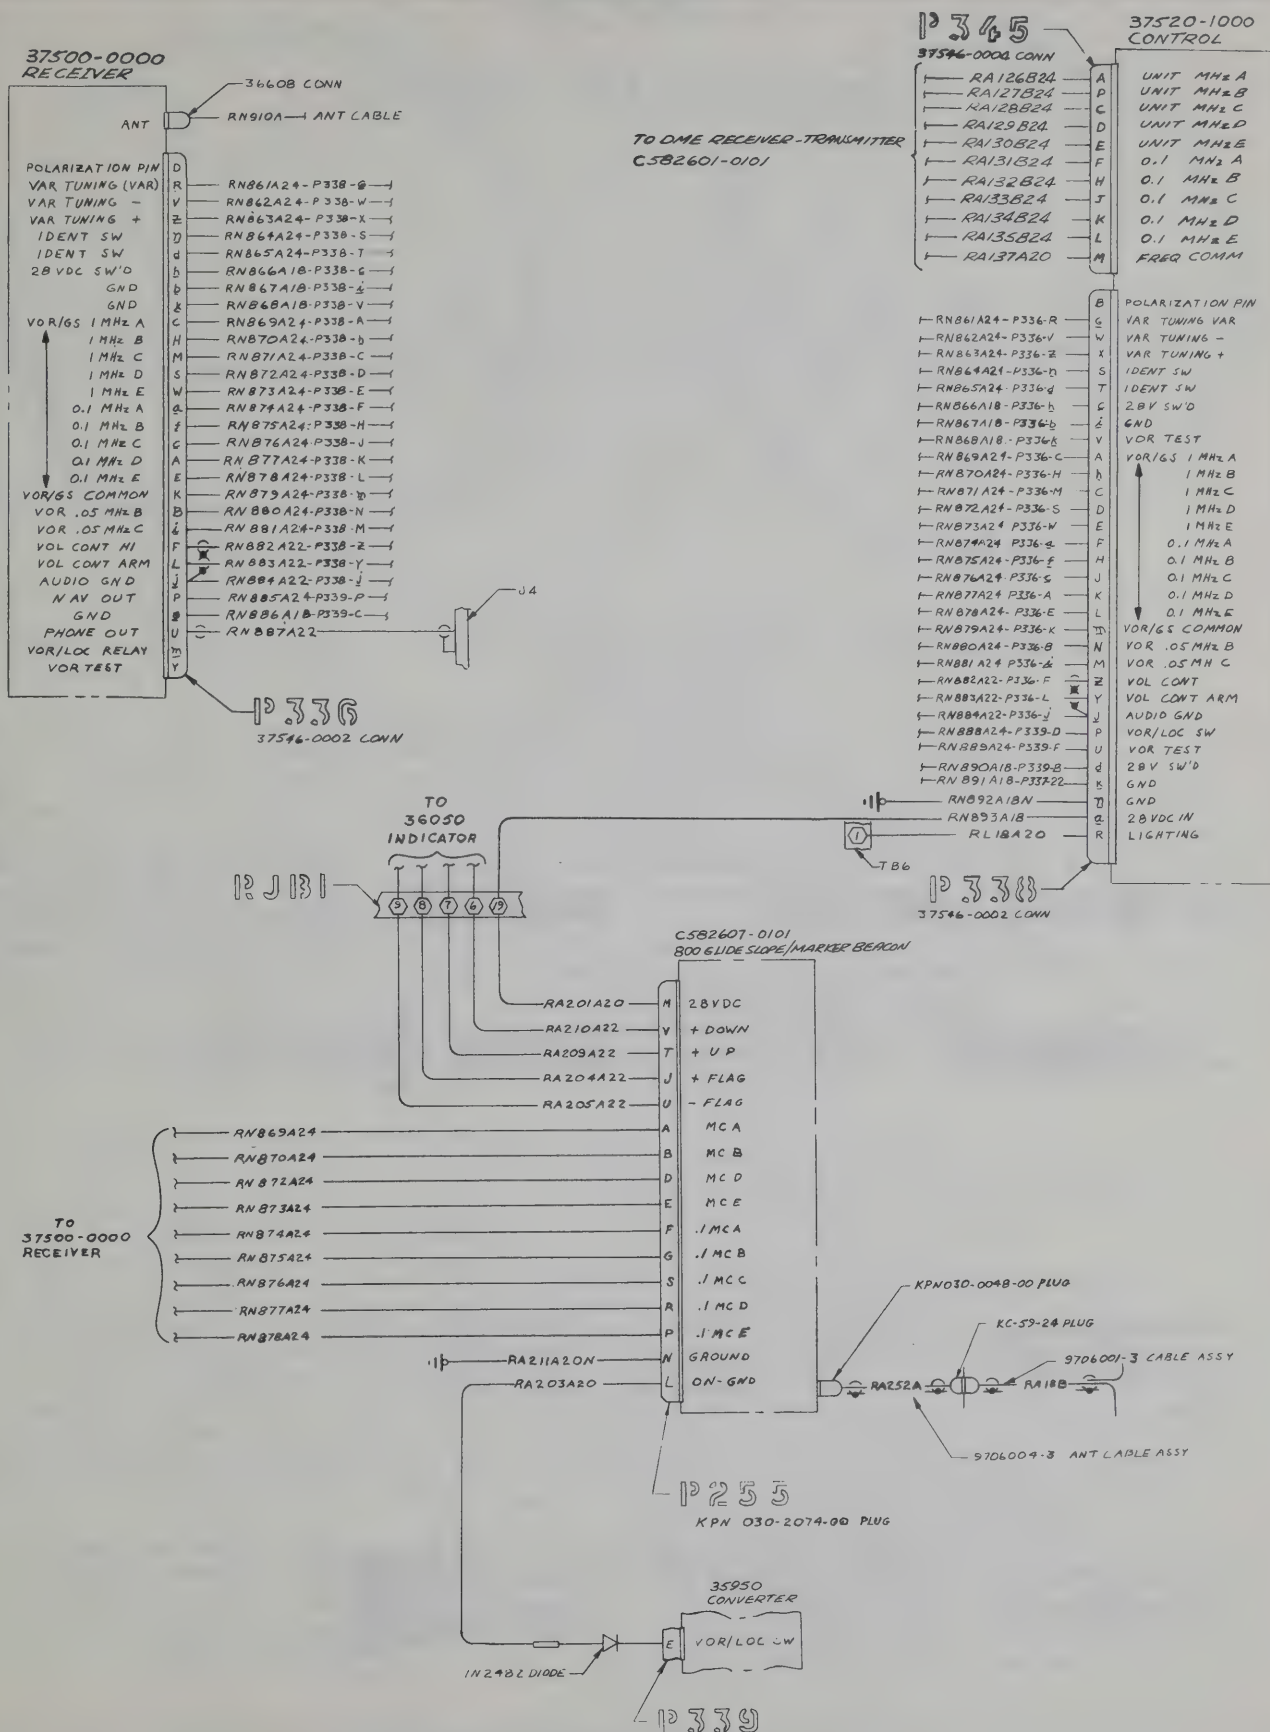 37500-0000
RECEIVER
36608 CONN
ANT
RN910A ANT CABLE
POLARIZATION PIN D
VAR TUNING (VAR) R RN861A24-P338-G
VAR TUNING - V RN862A24-P338-W
VAR TUNING + Z RN863A24-P338-X
IDENT SW n RN864A24-P338-S
IDENT SW d RN865A24-P338-T
28 VDC SW'D h RN866A18-P338-c
GND b RN867A18-P338-i
GND k RN868A18-P338-V
VOR/GS 1 MHz A C RN869A24-P338-A
1 MHz B H RN870A24-P338-b
1 MHz C M RN871A24-P338-C
1 MHz D S RN872A24-P338-D
1 MHz E W RN873A24-P338-E
0.1 MHz A a RN874A24-P338-F
0.1 MHz B f RN875A24-P338-H
0.1 MHz C c RN876A24-P338-J
0.1 MHz D A RN877A24-P338-K
0.1 MHz E E RN878A24-P338-L
VOR/GS COMMON K RN879A24-P338-m
VOR .05 MHz B B RN880A24-P338-N
VOR .05 MHz C i RN881A24-P338-M
VOL CONT HI F RN882A22-P338-Z
VOL CONT ARM L RN883A22-P338-Y
AUDIO GND j RN884A22-P338-j
NAV OUT P RN885A24-P339-P
GND RN886A18-P339-C
PHONE OUT U RN887A22
VOR/LOC RELAY m
VOR TEST Y
J4
P336
37546-0002 CONN
P345
37546-0004 CONN
37520-1000
CONTROL
TO DME RECEIVER-TRANSMITTER
C582601-0101
RA126B24 A UNIT MHz A
RA127B24 P UNIT MHz B
RA128B24 C UNIT MHz C
RA129B24 D UNIT MHz D
RA130B24 E UNIT MHz E
RA131B24 F 0.1 MHz A
RA132B24 H 0.1 MHz B
RA133B24 J 0.1 MHz C
RA134B24 K 0.1 MHz D
RA135B24 L 0.1 MHz E
RA137A20 M FREQ COMM
B POLARIZATION PIN
RN861A24-P336-R G VAR TUNING VAR
RN862A24-P336-V W VAR TUNING -
RN863A24-P336-Z X VAR TUNING +
RN864A24-P336-n S IDENT SW
RN865A24-P336-d T IDENT SW
RN866A18-P336-h c 28V SW'D
RN867A18-P336-b i GND
RN868A18-P336-k V VOR TEST
RN869A24-P336-C A VOR/GS 1 MHz A
RN870A24-P336-H b 1 MHz B
RN871A24-P336-M C 1 MHz C
RN872A24-P336-S D 1 MHz D
RN873A24 P336-W E 1 MHz E
RN874A24 P336-a F 0.1 MHz A
RN875A24-P336-f H 0.1 MHz B
RN876A24-P336-c J 0.1 MHz C
RN877A24 P336-A K 0.1 MHz D
RN878A24-P336-E L 0.1 MHz E
RN879A24-P336-K m VOR/GS COMMON
RN880A24-P336-B N VOR .05 MHz B
RN881A24 P336-i M VOR .05 MH C
RN882A22-P336-F Z VOL CONT
RN883A22-P336-L Y VOL CONT ARM
RN884A22-P336-j j AUDIO GND
RN888A24-P339-D P VOR/LOC SW
RN889A24-P339-F U VOR TEST
RN890A18-P339-B d 28V SW'D
RN891A18-P337-22 k GND
RN892A18N n GND
RN893A18 a 28VDC IN
1 RL18A20 R LIGHTING
TB6
P338
37546-0002 CONN
TO
36050
INDICATOR
RJB1
5 8 7 6 19
C582607-0101
800 GLIDE SLOPE/MARKER BEACON
RA201A20 M 28VDC
RA210A22 V + DOWN
RA209A22 T + UP
RA204A22 J + FLAG
RA205A22 U - FLAG
RN869A24 A MCA
RN870A24 B MCB
RN872A24 D MCD
RN873A24 E MCE
TO
37500-0000
RECEIVER
RN874A24 F .1 MCA
RN875A24 G .1 MCB
RN876A24 S .1 MCC
RN877A24 R .1 MCD
RN878A24 P .1 MCE
RA211A20N N GROUND
RA203A20 L ON-GND
KPN030-0048-00 PLUG
KC-59-24 PLUG
9706001-3 CABLE ASSY
RA252A
RA18B
9706004-3 ANT CABLE ASSY
P255
KPN 030-2074-00 PLUG
35950
CONVERTER
E VOR/LOC SW
1N2482 DIODE
P339